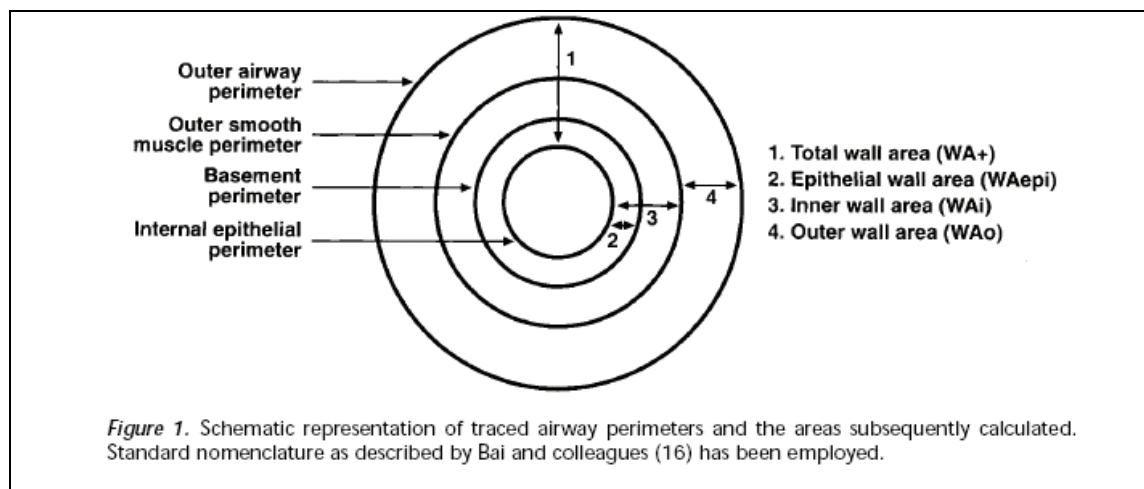 Outer airway
perimeter
Outer smooth
muscle perimeter
Basement
perimeter
Internal epithelial
perimeter
1
2
3
4
1. Total wall area (WA+)
2. Epithelial wall area (WAepi)
3. Inner wall area (WAi)
4. Outer wall area (WAo)
Figure 1. Schematic representation of traced airway perimeters and the areas subsequently calculated.
Standard nomenclature as described by Bai and colleagues (16) has been employed.